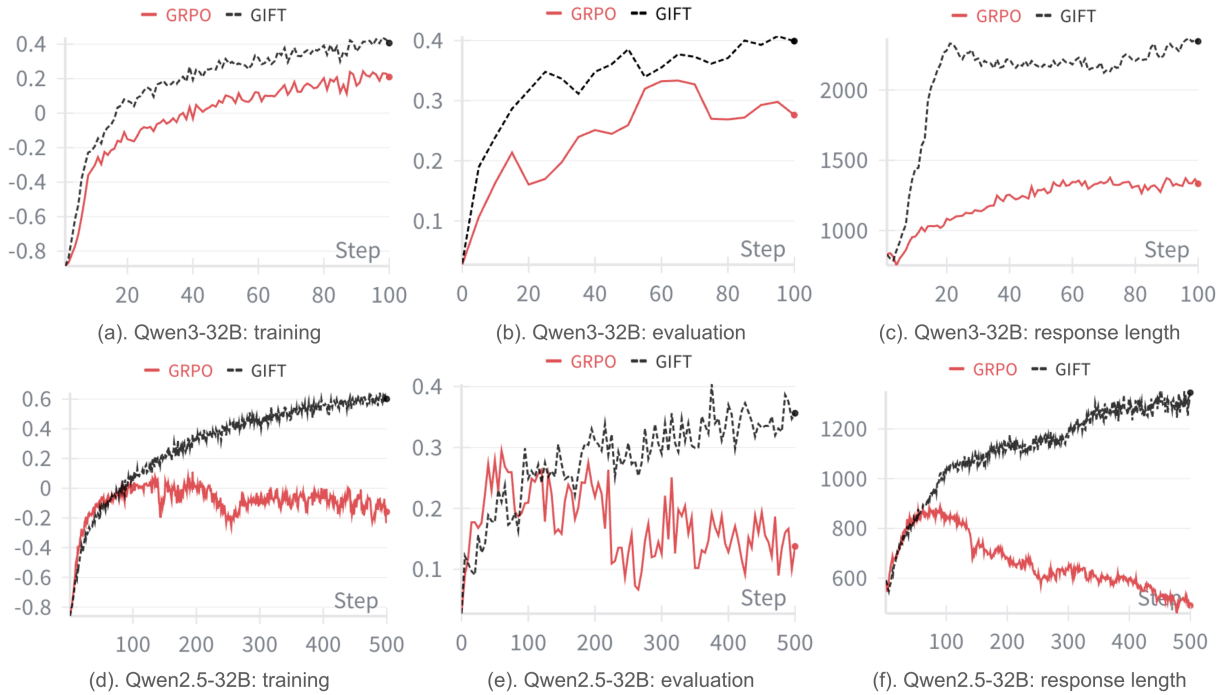 GRPO GIFT
0.4
0.2
0
-0.2
-0.4
-0.6
-0.8
Step
20 40 60 80 100
(a). Qwen3-32B: training
GRPO GIFT
0.4
0.3
0.2
0.1
Step
0 20 40 60 80 100
(b). Qwen3-32B: evaluation
GRPO GIFT
2000
1500
1000
Step
20 40 60 80 100
(c). Qwen3-32B: response length
GRPO GIFT
0.6
0.4
0.2
0
-0.2
-0.4
-0.6
-0.8
Step
100 200 300 400 500
(d). Qwen2.5-32B: training
GRPO GIFT
0.4
0.3
0.2
0.1
Step
0 100 200 300 400 500
(e). Qwen2.5-32B: evaluation
GRPO GIFT
1200
1000
800
600
Step
100 200 300 400 500
(f). Qwen2.5-32B: response length